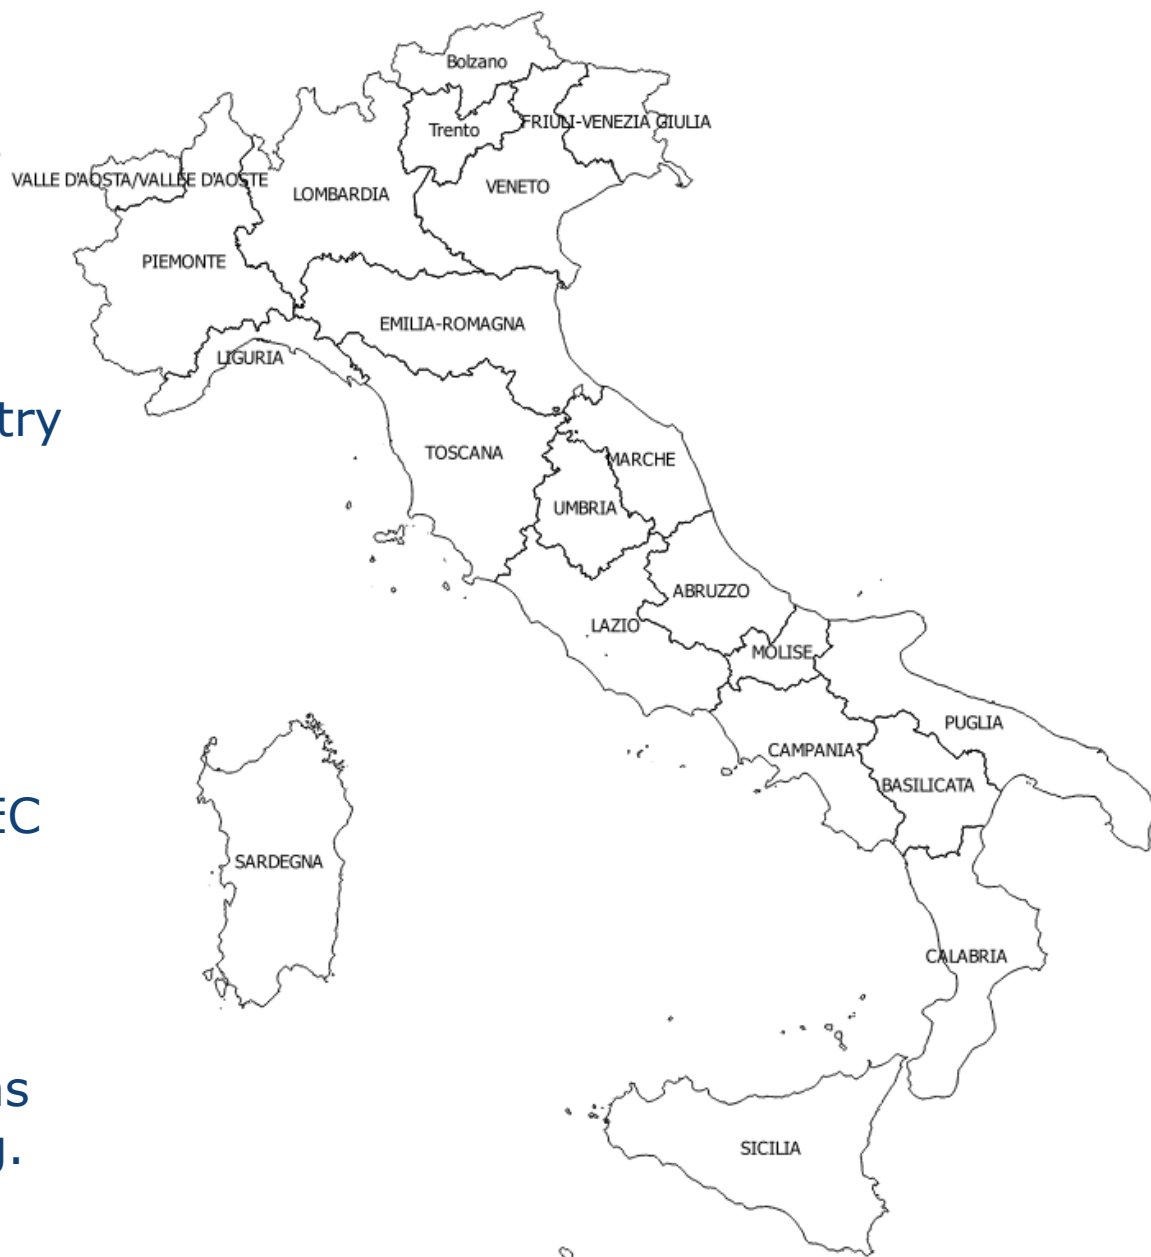 Bolzano
FRIULI-VENEZIA GIULIA
Trento
VALLE D'AOSTA/VALLÉE D'AOSTE
VENETO
LOMBARDIA
PIEMONTE
EMILIA-ROMAGNA
LIGURIA
try
TOSCANA
MARCHE
UMBRIA
ABRUZZO
LAZIO
MOLISE
PUGLIA
CAMPANIA
BASILICATA
EC
SARDEGNA
CALABRIA
SICILIA